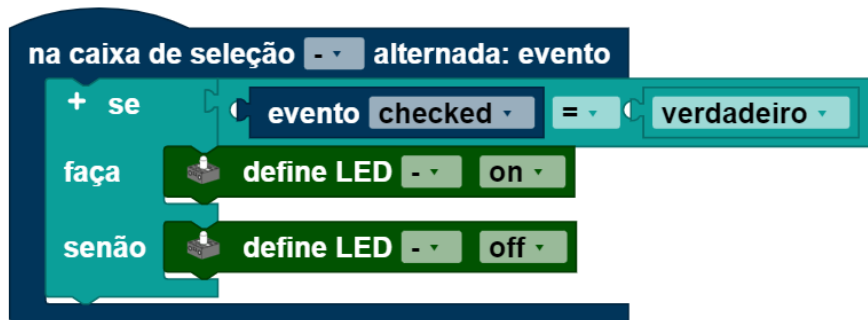 na caixa de seleção - alternada: evento
+ se evento checked = verdadeiro
faça define LED - on
senão define LED - off